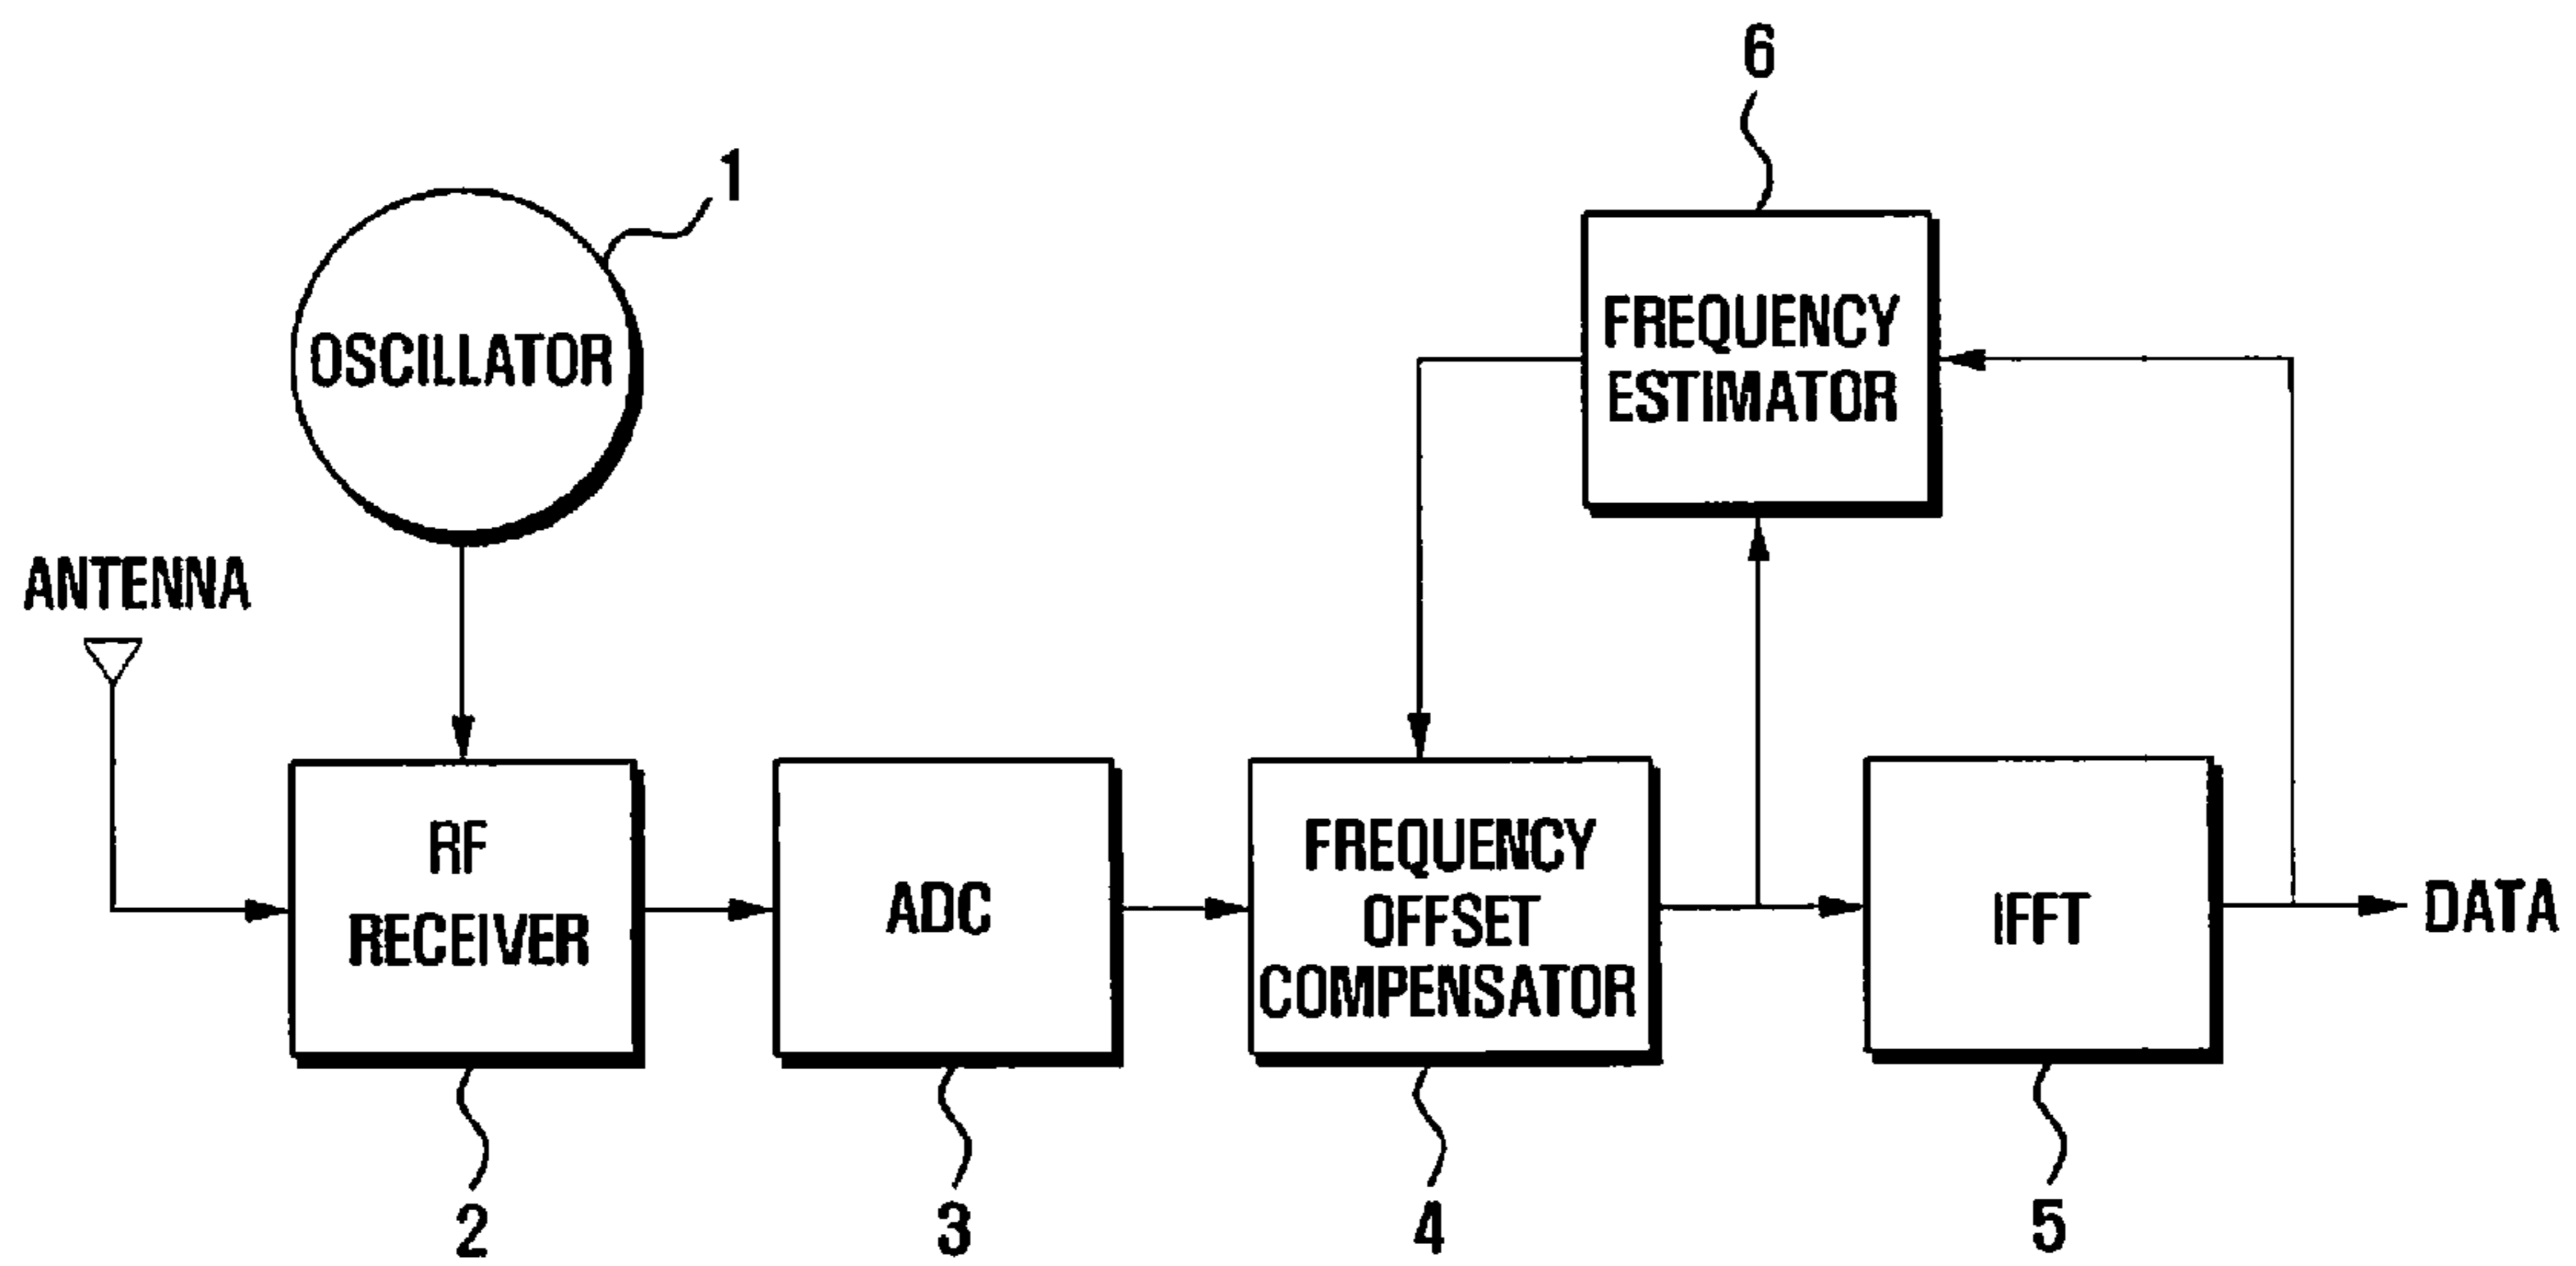 6
1
OSCILLATOR
FREQUENCY
ESTIMATOR
ANTENNA
RF
RECEIVER
ADC
FREQUENCY
OFFSET
COMPENSATOR
IFFT
DATA
2
3
4
5